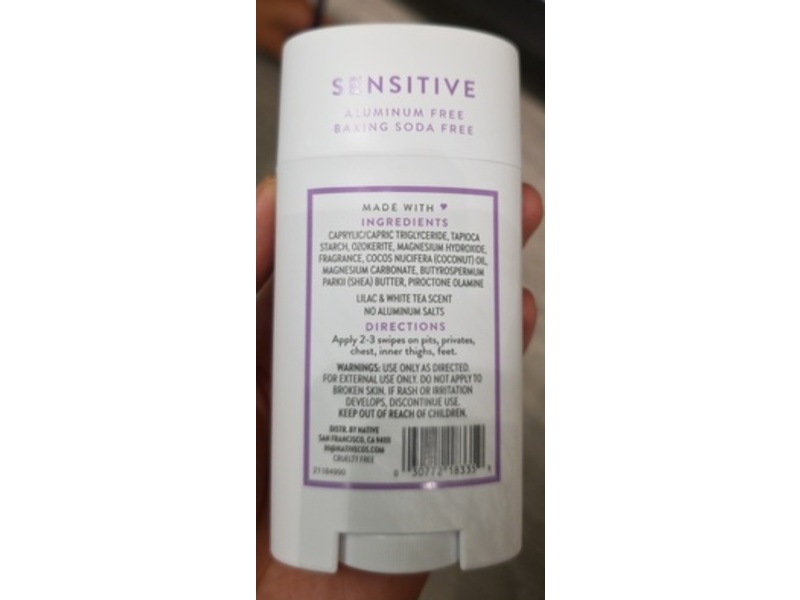 SENSITIVE
ALUMINUM FREE
BAKING SODA FREE
MADE WITH ♥
INGREDIENTS
CAPRYLIC/CAPRIC TRIGLYCERIDE, TAPIOCA
STARCH, OZOKERITE, MAGNESIUM HYDROXIDE,
FRAGRANCE, COCOS NUCIFERA (COCONUT) OIL,
MAGNESIUM CARBONATE, BUTYROSPERMUM
PARKII (SHEA) BUTTER, PIROCTONE OLAMINE
LILAC & WHITE TEA SCENT
NO ALUMINUM SALTS
DIRECTIONS
Apply 2-3 swipes on pits, privates,
chest, inner thighs, feet.
WARNINGS: USE ONLY AS DIRECTED.
FOR EXTERNAL USE ONLY. DO NOT APPLY TO
BROKEN SKIN. IF RASH OR IRRITATION
DEVELOPS, DISCONTINUE USE.
KEEP OUT OF REACH OF CHILDREN.
DISTR. BY NATIVE
SAN FRANCISCO, CA
CRUELTY FREE
21184990
0 30772 18335